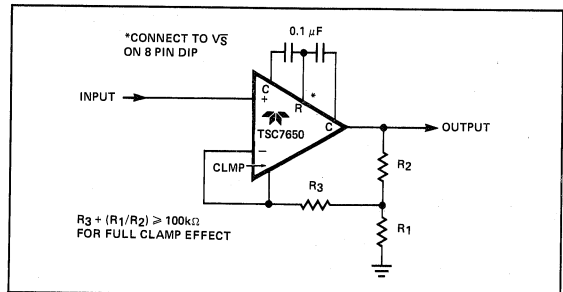 *CONNECT TO VS
ON 8 PIN DIP
0.1 μF
INPUT
C
+
R
*
C
TSC7650
−
CLMP
OUTPUT
R2
R3
R1
R3 + (R1/R2) ≥ 100kΩ
FOR FULL CLAMP EFFECT